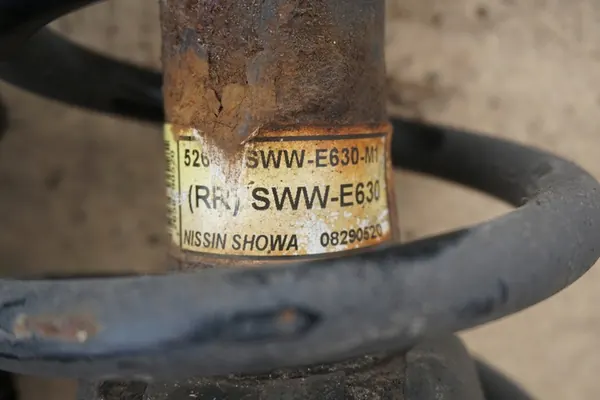 526 SWW-E630-M1
(RR) SWW-E630
NISSIN SHOWA 08290520